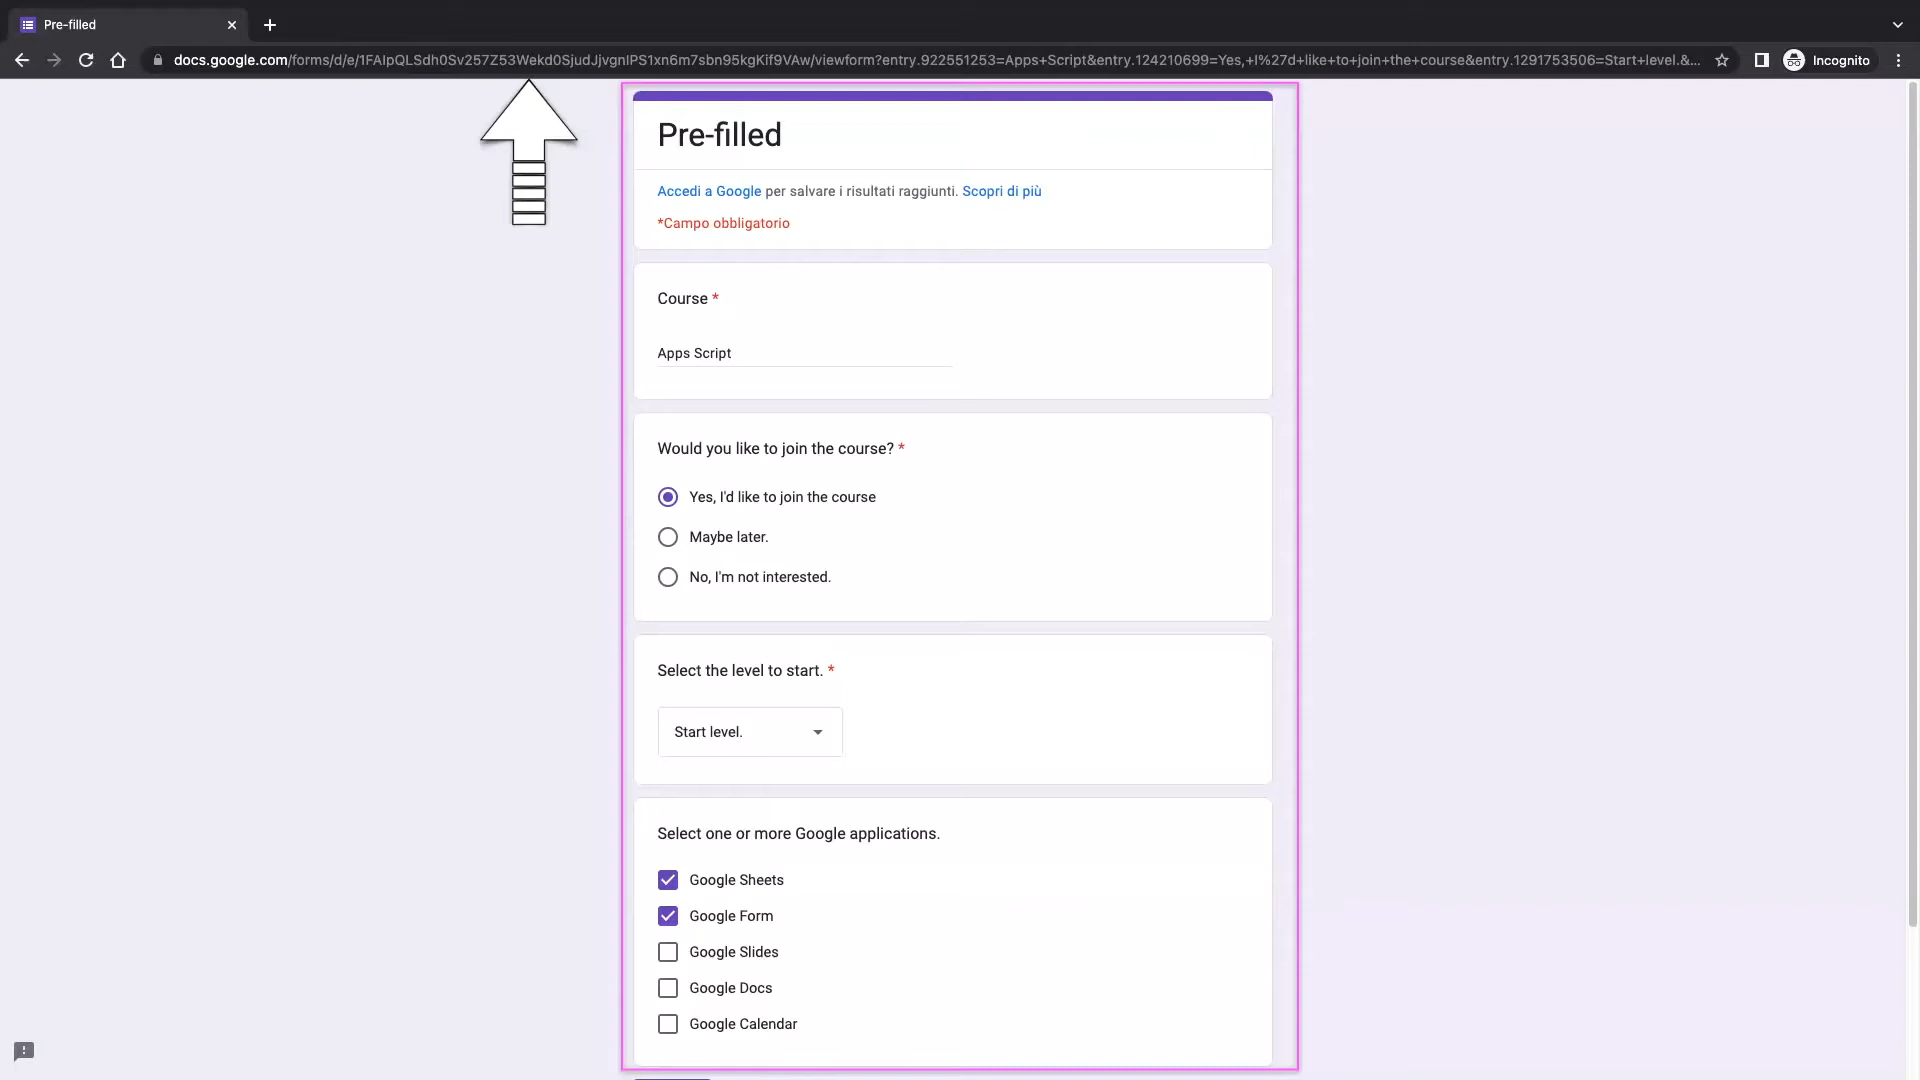 Pre-filled
docs.google.com/forms/d/e/1FAIpQLSdh0Sv257Z53Wekd0SjudJjvgnIPS1xn6m7sbn95kgKif9VAw/viewform?entry.922551253=Apps+Script&entry.124210699=Yes,+I%27d+like+to+join+the+course&entry.1291753506=Start+level.&...
Incognito
Pre-filled
Accedi a Google per salvare i risultati raggiunti. Scopri di più
*Campo obbligatorio
Course *
Apps Script
Would you like to join the course? *
Yes, I'd like to join the course
Maybe later.
No, I'm not interested.
Select the level to start. *
Start level.
Select one or more Google applications.
Google Sheets
Google Form
Google Slides
Google Docs
Google Calendar